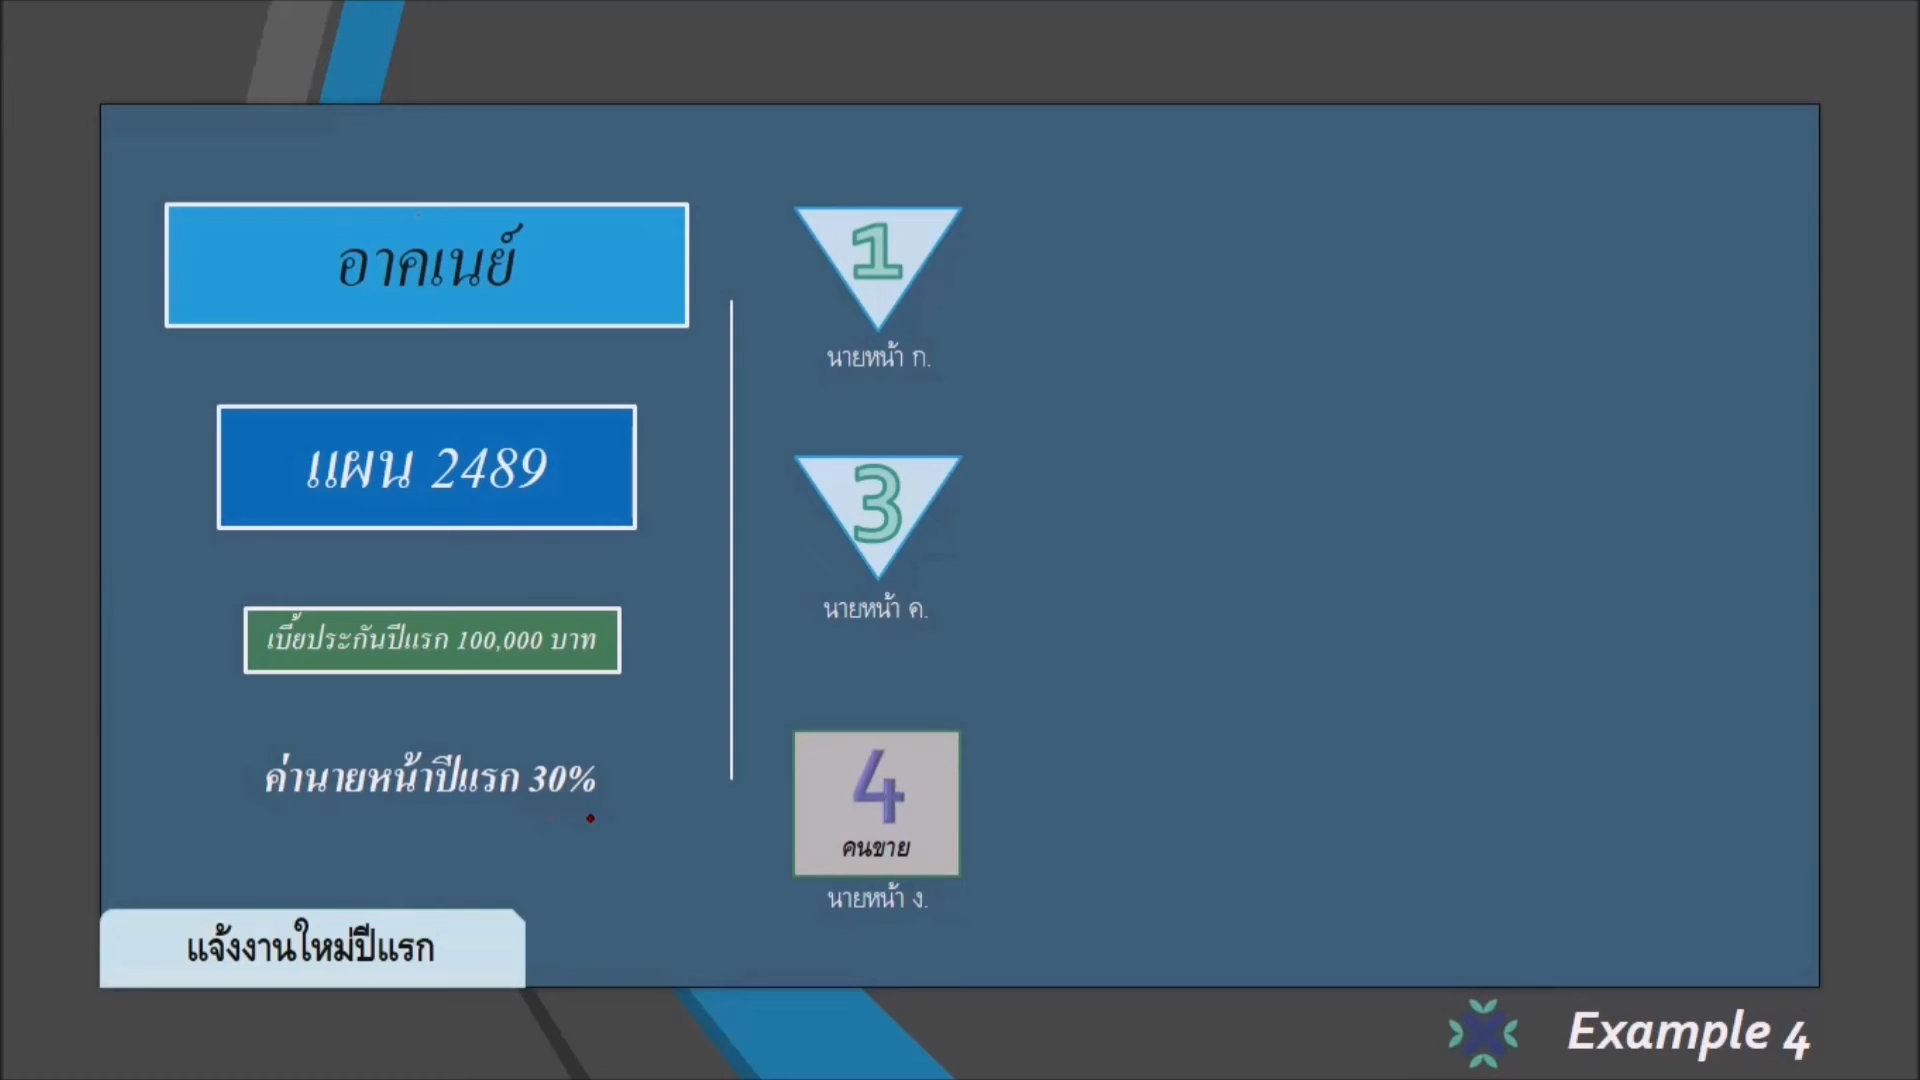 อาคเนย์
แผน 2489
เบี้ยประกันปีแรก 100,000 บาท
ค่านายหน้าปีแรก 30%
แจ้งงานใหม่ปีแรก
1
นายหน้า ก.
3
นายหน้า ค.
4
คนขาย
นายหน้า ง.
Example 4